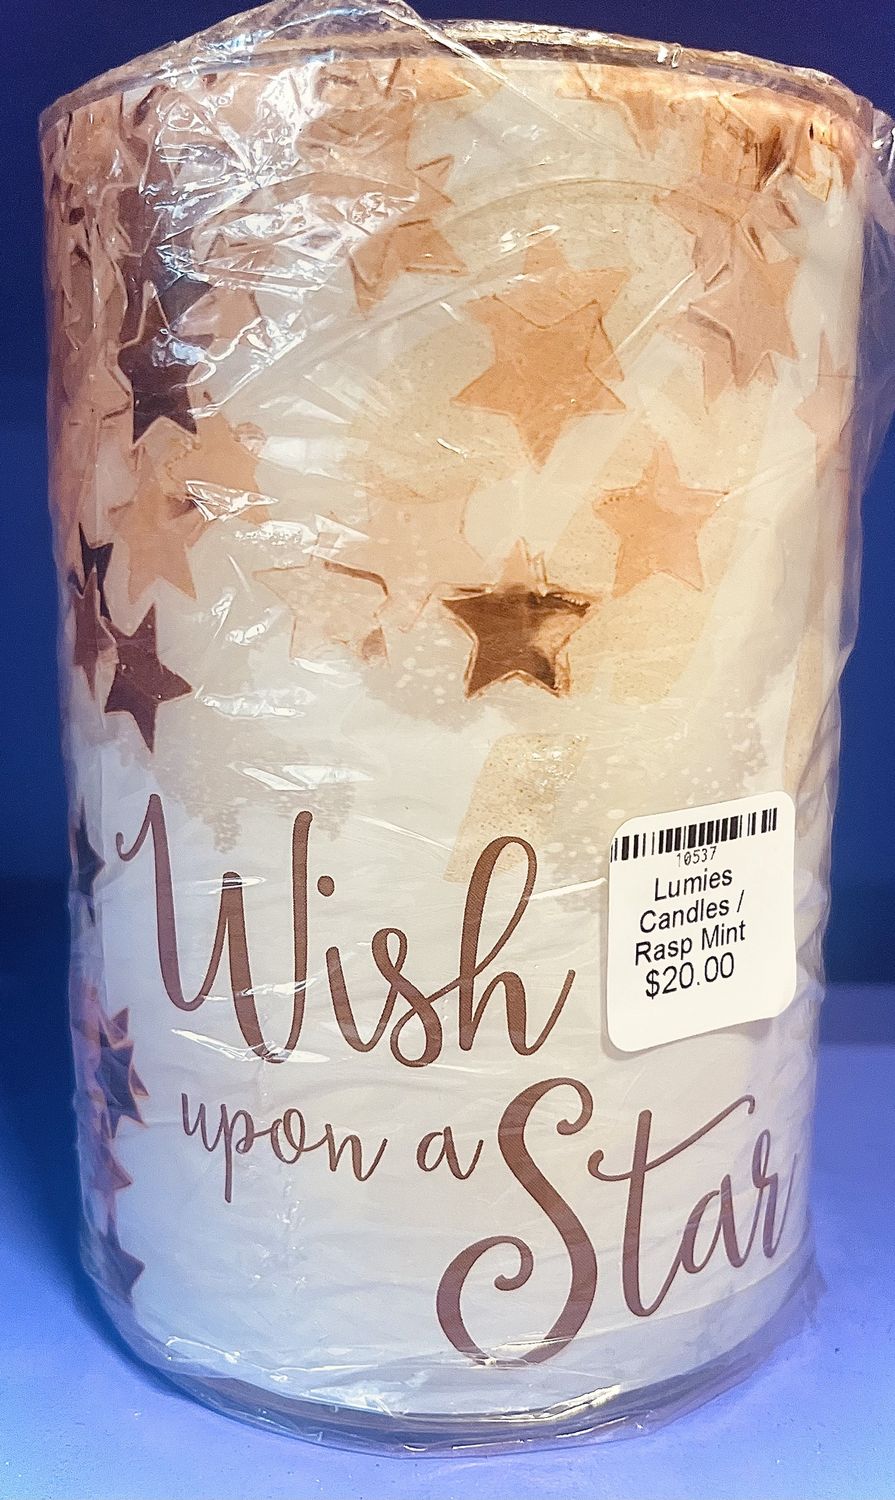 Wish
upon a
Star
10537
Lumies
Candles /
Rasp Mint
$20.00